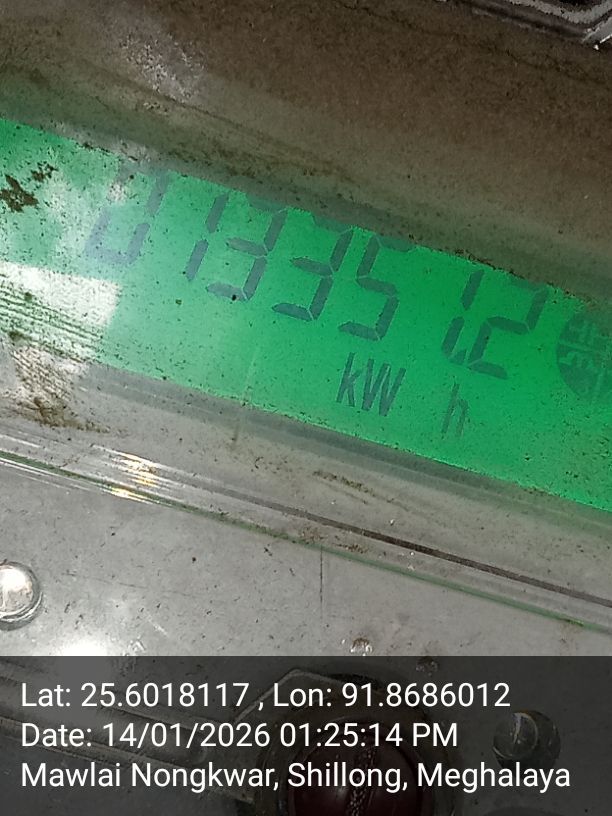 013351.2
kW h
Lat: 25.6018117 , Lon: 91.8686012
Date: 14/01/2026 01:25:14 PM
Mawlai Nongkwar, Shillong, Meghalaya